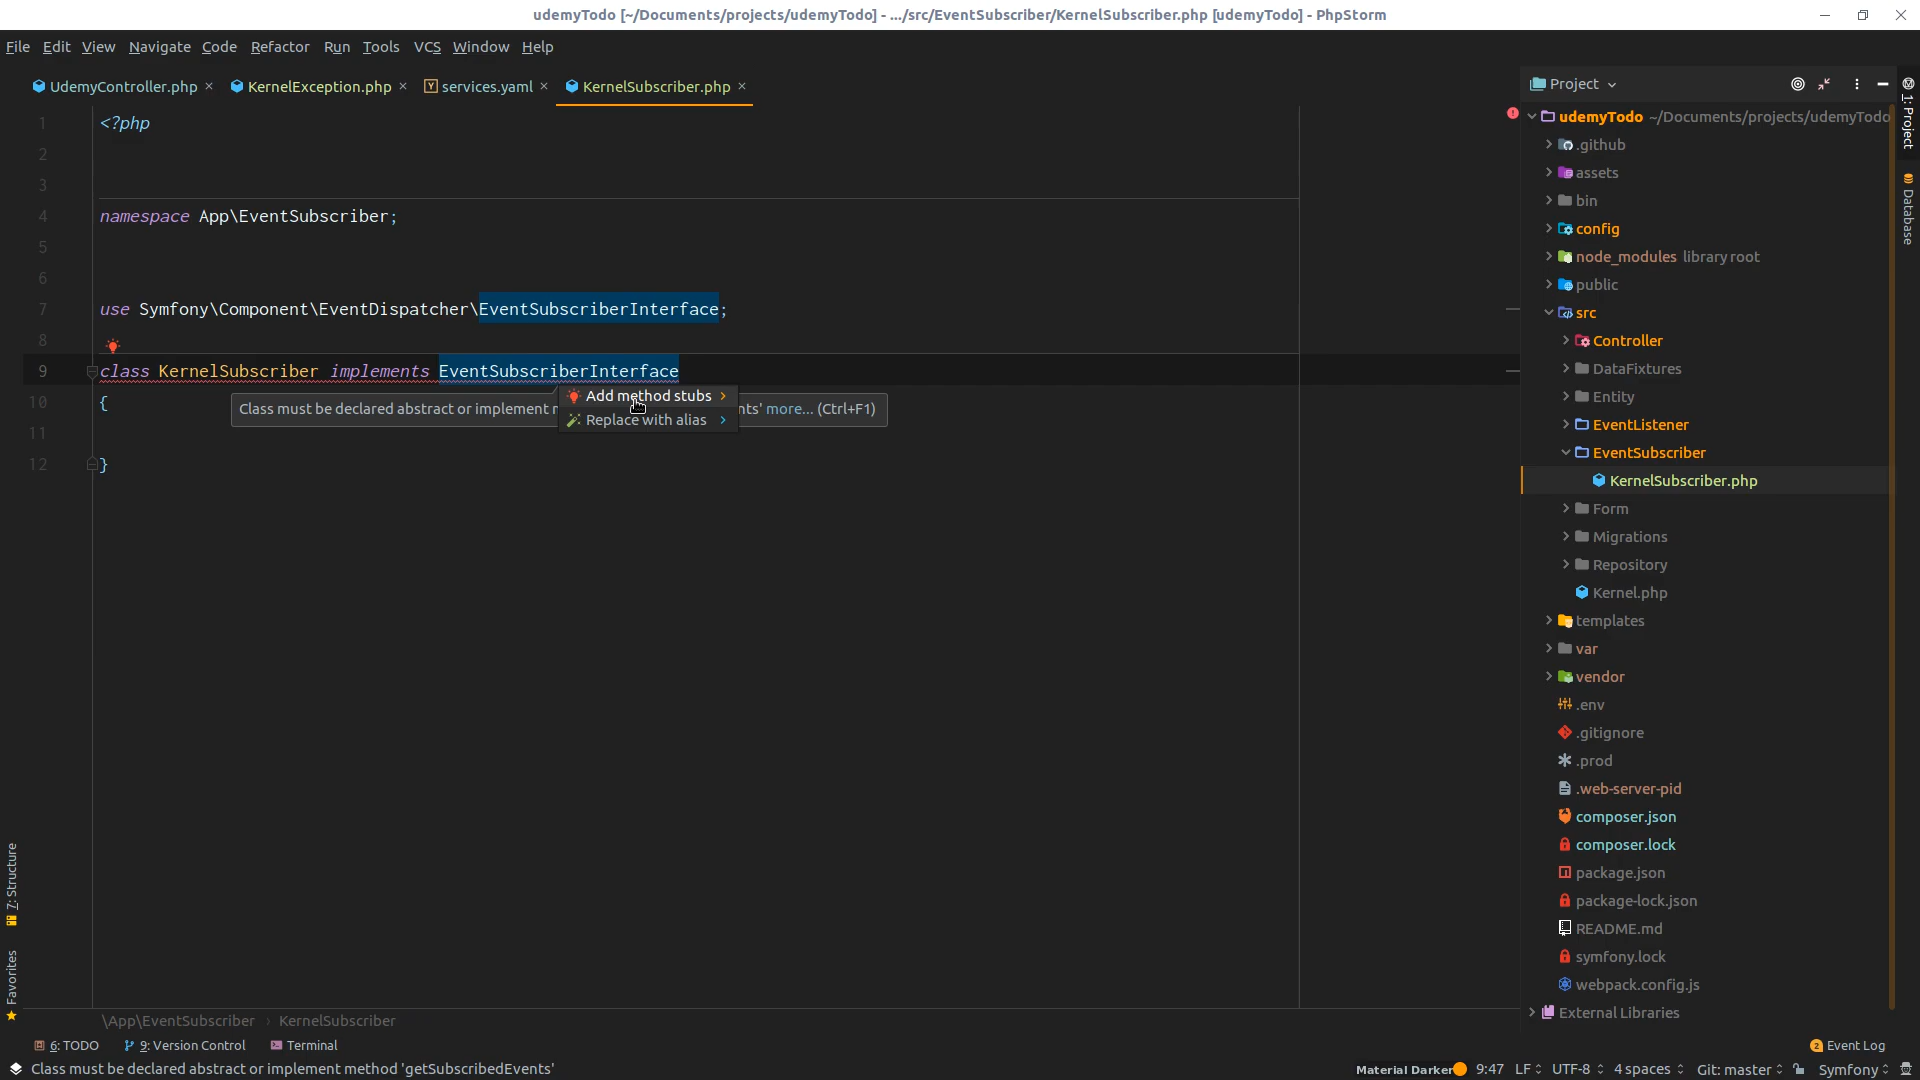 udemyTodo [~/Documents/projects/udemyTodo] - .../src/EventSubscriber/KernelSubscriber.php [udemyTodo] - PhpStorm
File Edit View Navigate Code Refactor Run Tools VCS Window Help
UdemyController.php × KernelException.php × services.yaml × KernelSubscriber.php ×
1 <?php
2
3
4 namespace App\EventSubscriber;
5
6
7 use Symfony\Component\EventDispatcher\EventSubscriberInterface;
8
9 class KernelSubscriber implements EventSubscriberInterface
10 {
Class must be declared abstract or implement
Add method stubs
nts' more... (Ctrl+F1)
Replace with alias
11
12 }
\App\EventSubscriber › KernelSubscriber
Project
udemyTodo ~/Documents/projects/udemyTodo
.github
assets
bin
config
node_modules library root
public
src
Controller
DataFixtures
Entity
EventListener
EventSubscriber
KernelSubscriber.php
Form
Migrations
Repository
Kernel.php
templates
var
vendor
.env
.gitignore
.prod
.web-server-pid
composer.json
composer.lock
package.json
package-lock.json
README.md
symfony.lock
webpack.config.js
External Libraries
1: Project
Database
7: Structure
Favorites
6: TODO 9: Version Control Terminal
2 Event Log
Class must be declared abstract or implement method 'getSubscribedEvents'
Material Darker 9:47 LF UTF-8 4 spaces Git: master Symfony